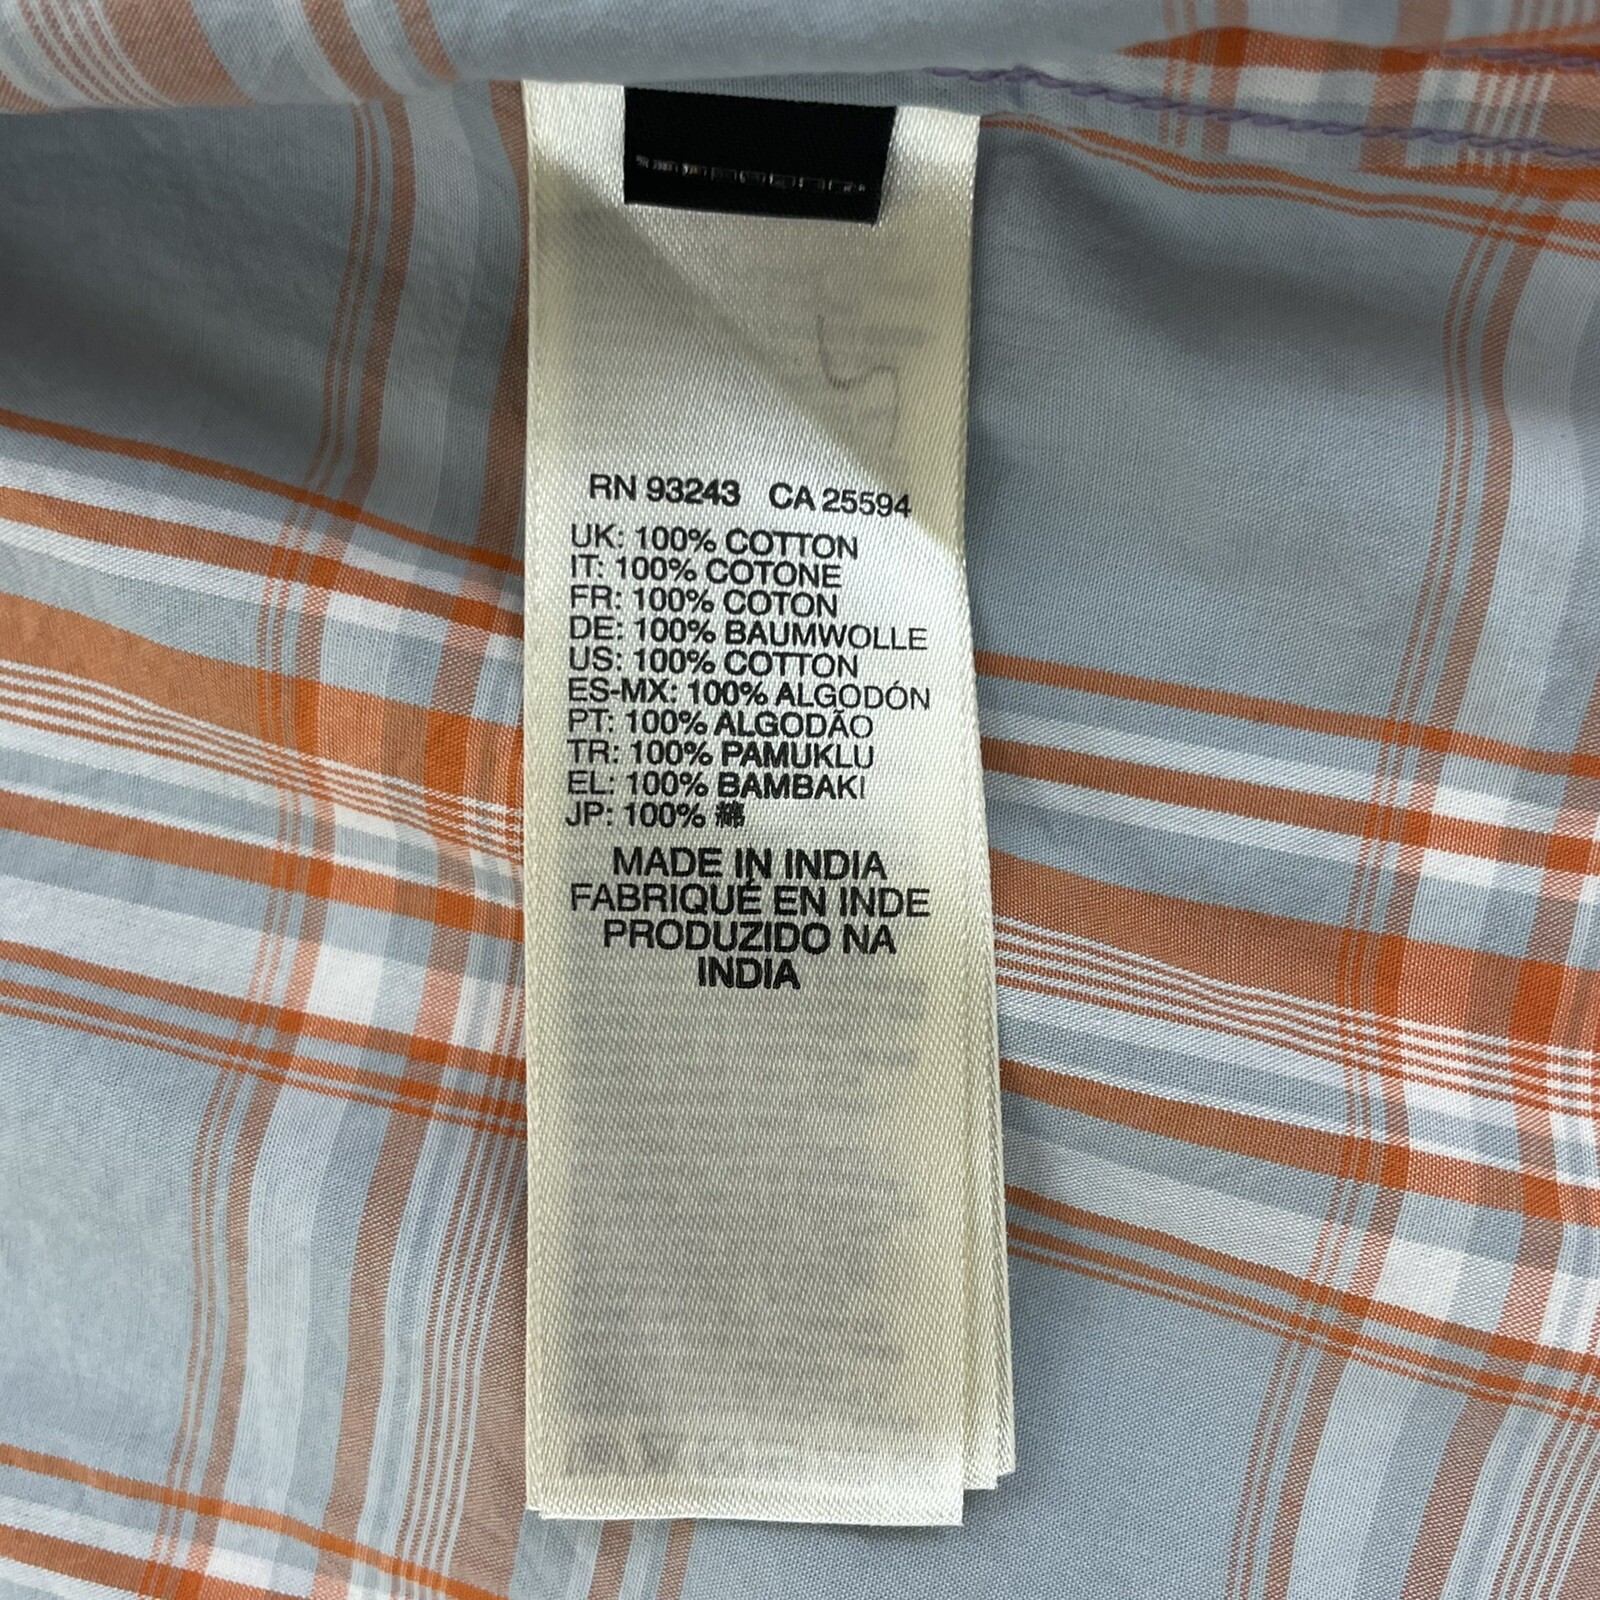 RN 93243 CA 25594
UK: 100% COTTON
IT: 100% COTONE
FR: 100% COTON
DE: 100% BAUMWOLLE
US: 100% COTTON
ES-MX: 100% ALGODÓN
PT: 100% ALGODÃO
TR: 100% PAMUKLU
EL: 100% BAMBAKI
JP: 100% 綿
MADE IN INDIA
FABRIQUÉ EN INDE
PRODUZIDO NA
INDIA